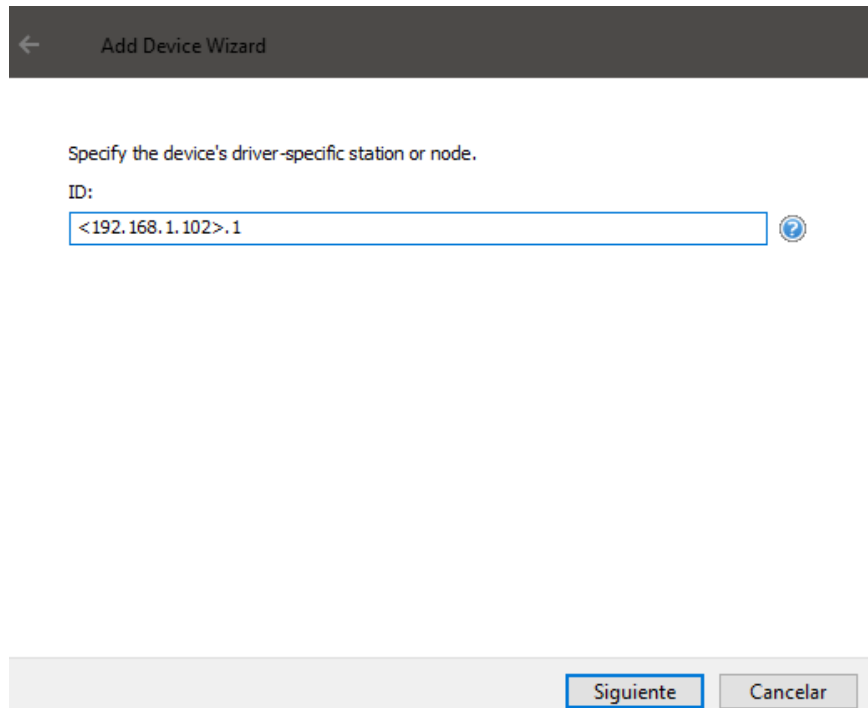 Add Device Wizard
Specify the device's driver-specific station or node.
ID:
<192.168.1.102>.1
Siguiente Cancelar